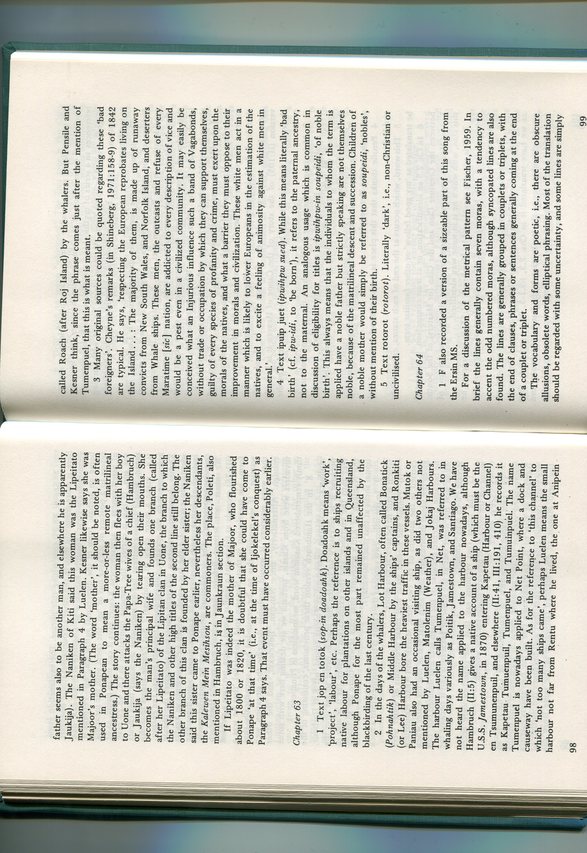 father seems also to be another man, and elsewhere he is apparently
Jaukija). The Naniken of Kiti said this woman was the Lipeitato
mentioned in Paragraph 4 by Luelen. Kesner likewise says she was
Majoor's mother. (The word 'mother', it should be noted, is often
used in Ponapean to mean a more-or-less remote matrilineal
ancestress.) The story continues: the woman then flees with her boy
to Uone and there attacks the Papa-Tree wives of a chief (Hambruch)
or Jaukija (says the Naniken) by tearing open their mouths. She
becomes the man's principal wife and founds one branch (called
after her Lipeitato) of the Lipitan clan in Uone, the branch to which
the Naniken and other high titles of the second line still belong. The
other branch of this clan is founded by her elder sister; the Naniken
said this sister came to Ponape earlier, nevertheless her descendants,
the Kalewen Mein Mesihsou, are commoners. The place, Poleti, also
mentioned in Hambruch, is in Jaunkraun section.
If Lipeitato was indeed the mother of Majoor, who flourished
about 1800 or 1820, it is doubtful that she could have come to
Ponape 'at that time' (i.e., at the time of Ijokelekel's conquest) as
Paragraph 4 says. That event must have occurred considerably earlier.
Chapter 63
1 Text jop en totok (sop-in doadoahk). Doadoahk means 'work',
'project', 'labour', etc. Perhaps the reference is to ships recruiting
native labour for plantations on other islands and in Queensland,
although Ponape for the most part remained unaffected by the
blackbirding of the last century.
2 In the days of the whalers, Lot Harbour, often called Bonatick
(Pohnahtik) or Middle Harbour by the ships' captains, and Ronkiti
(or Lee) Harbour bore the heaviest traffic in these vessels. Mutok or
Paniau also had an occasional visiting ship, as did two others not
mentioned by Luelen, Matolenim (Weather), and Jokaj Harbours.
The harbour Luelen calls Tumenpuel, in Net, was referred to in
whaling days variously as Poitik, Jamestown, and Santiago. We have
not heard the name applied to the harbour nowadays, although
Hambruch (II:5) gives a native account of a ship (which must be the
U.S.S. Jamestown, in 1870) entering Kapetau (Harbour or Channel)
en Tsumunenpuil, and elsewhere (II:41, III:191, 410) he records it
as Kapetau Tumuenpuil, Tumenpuel, and Tumuinpuel. The name
Tumenpuel is nowadays applied to Net Point, where a dock and
causeway have been built. As for the reference to 'this channel' to
which 'not too many ships came', perhaps Luelen means the small
harbour not far from Rentu where he lived, the one at Anipein
98
called Roach (after Roj Island) by the whalers. But Pensile and
Kesner think, since the phrase comes just after the mention of
Tumenpuel, that this is what is meant.
3 Many original sources could be quoted regarding these 'bad
foreigners'. Cheyne's remarks (in Shineberg, 1971:158-9) of 1842
are typical. He says, 'respecting the European reprobates living on
the Island . . . : The majority of them, is made up of runaway
convicts from New South Wales, and Norfolk Island, and deserters
from Whale ships. These men, the outcasts and refuse of every
Maratime [sic] nation, are addicted to every description of vice and
would be a pest even in a civilized community. It may easily be
conceived what an Injurious influence such a band of Vagabonds,
without trade or occupation by which they can support themselves,
guilty of every species of profanity and crime, must exert upon the
morals of the natives, and what a barrier they must oppose to their
improvement in morals and civilization. These white men act in a
manner which is likely to lower Europeans in the estimation of the
natives, and to excite a feeling of animosity against white men in
general.'
4 Text ipuip juet (ipwihpw sued). While this means literally 'bad
birth' (cf. ipw-idi, to 'be born'), it refers to the paternal ancestry,
not to the maternal. An analogous usage which is common in
discussion of eligibility for titles is ipwihpw-in soupeidi, 'of noble
birth'. This always means that the individuals to whom the term is
applied have a noble father but strictly speaking are not themselves
noble, because of the matrilineal descent and succession. Children of
a noble mother would simply be referred to as soupeidi, 'nobles',
without mention of their birth.
5 Text rotorot (rotorot). Literally 'dark', i.e., non-Christian or
uncivilised.
Chapter 64
1 F also recorded a version of a sizeable part of this song from
the Ersin MS.
For a discussion of the metrical pattern see Fischer, 1959. In
brief the lines generally contain seven moras, with a tendency to
accent the odd numbered moras, although syncopated lines are also
found. The lines are generally grouped in couplets or triplets, with
the end of clauses, phrases or sentences generally coming at the end
of a couplet or triplet.
The vocabulary and forms are poetic, i.e., there are obscure
allusions, obsolete words, elliptical phrasing. Most of the translation
should be regarded with some uncertainty, and some lines are simply
99